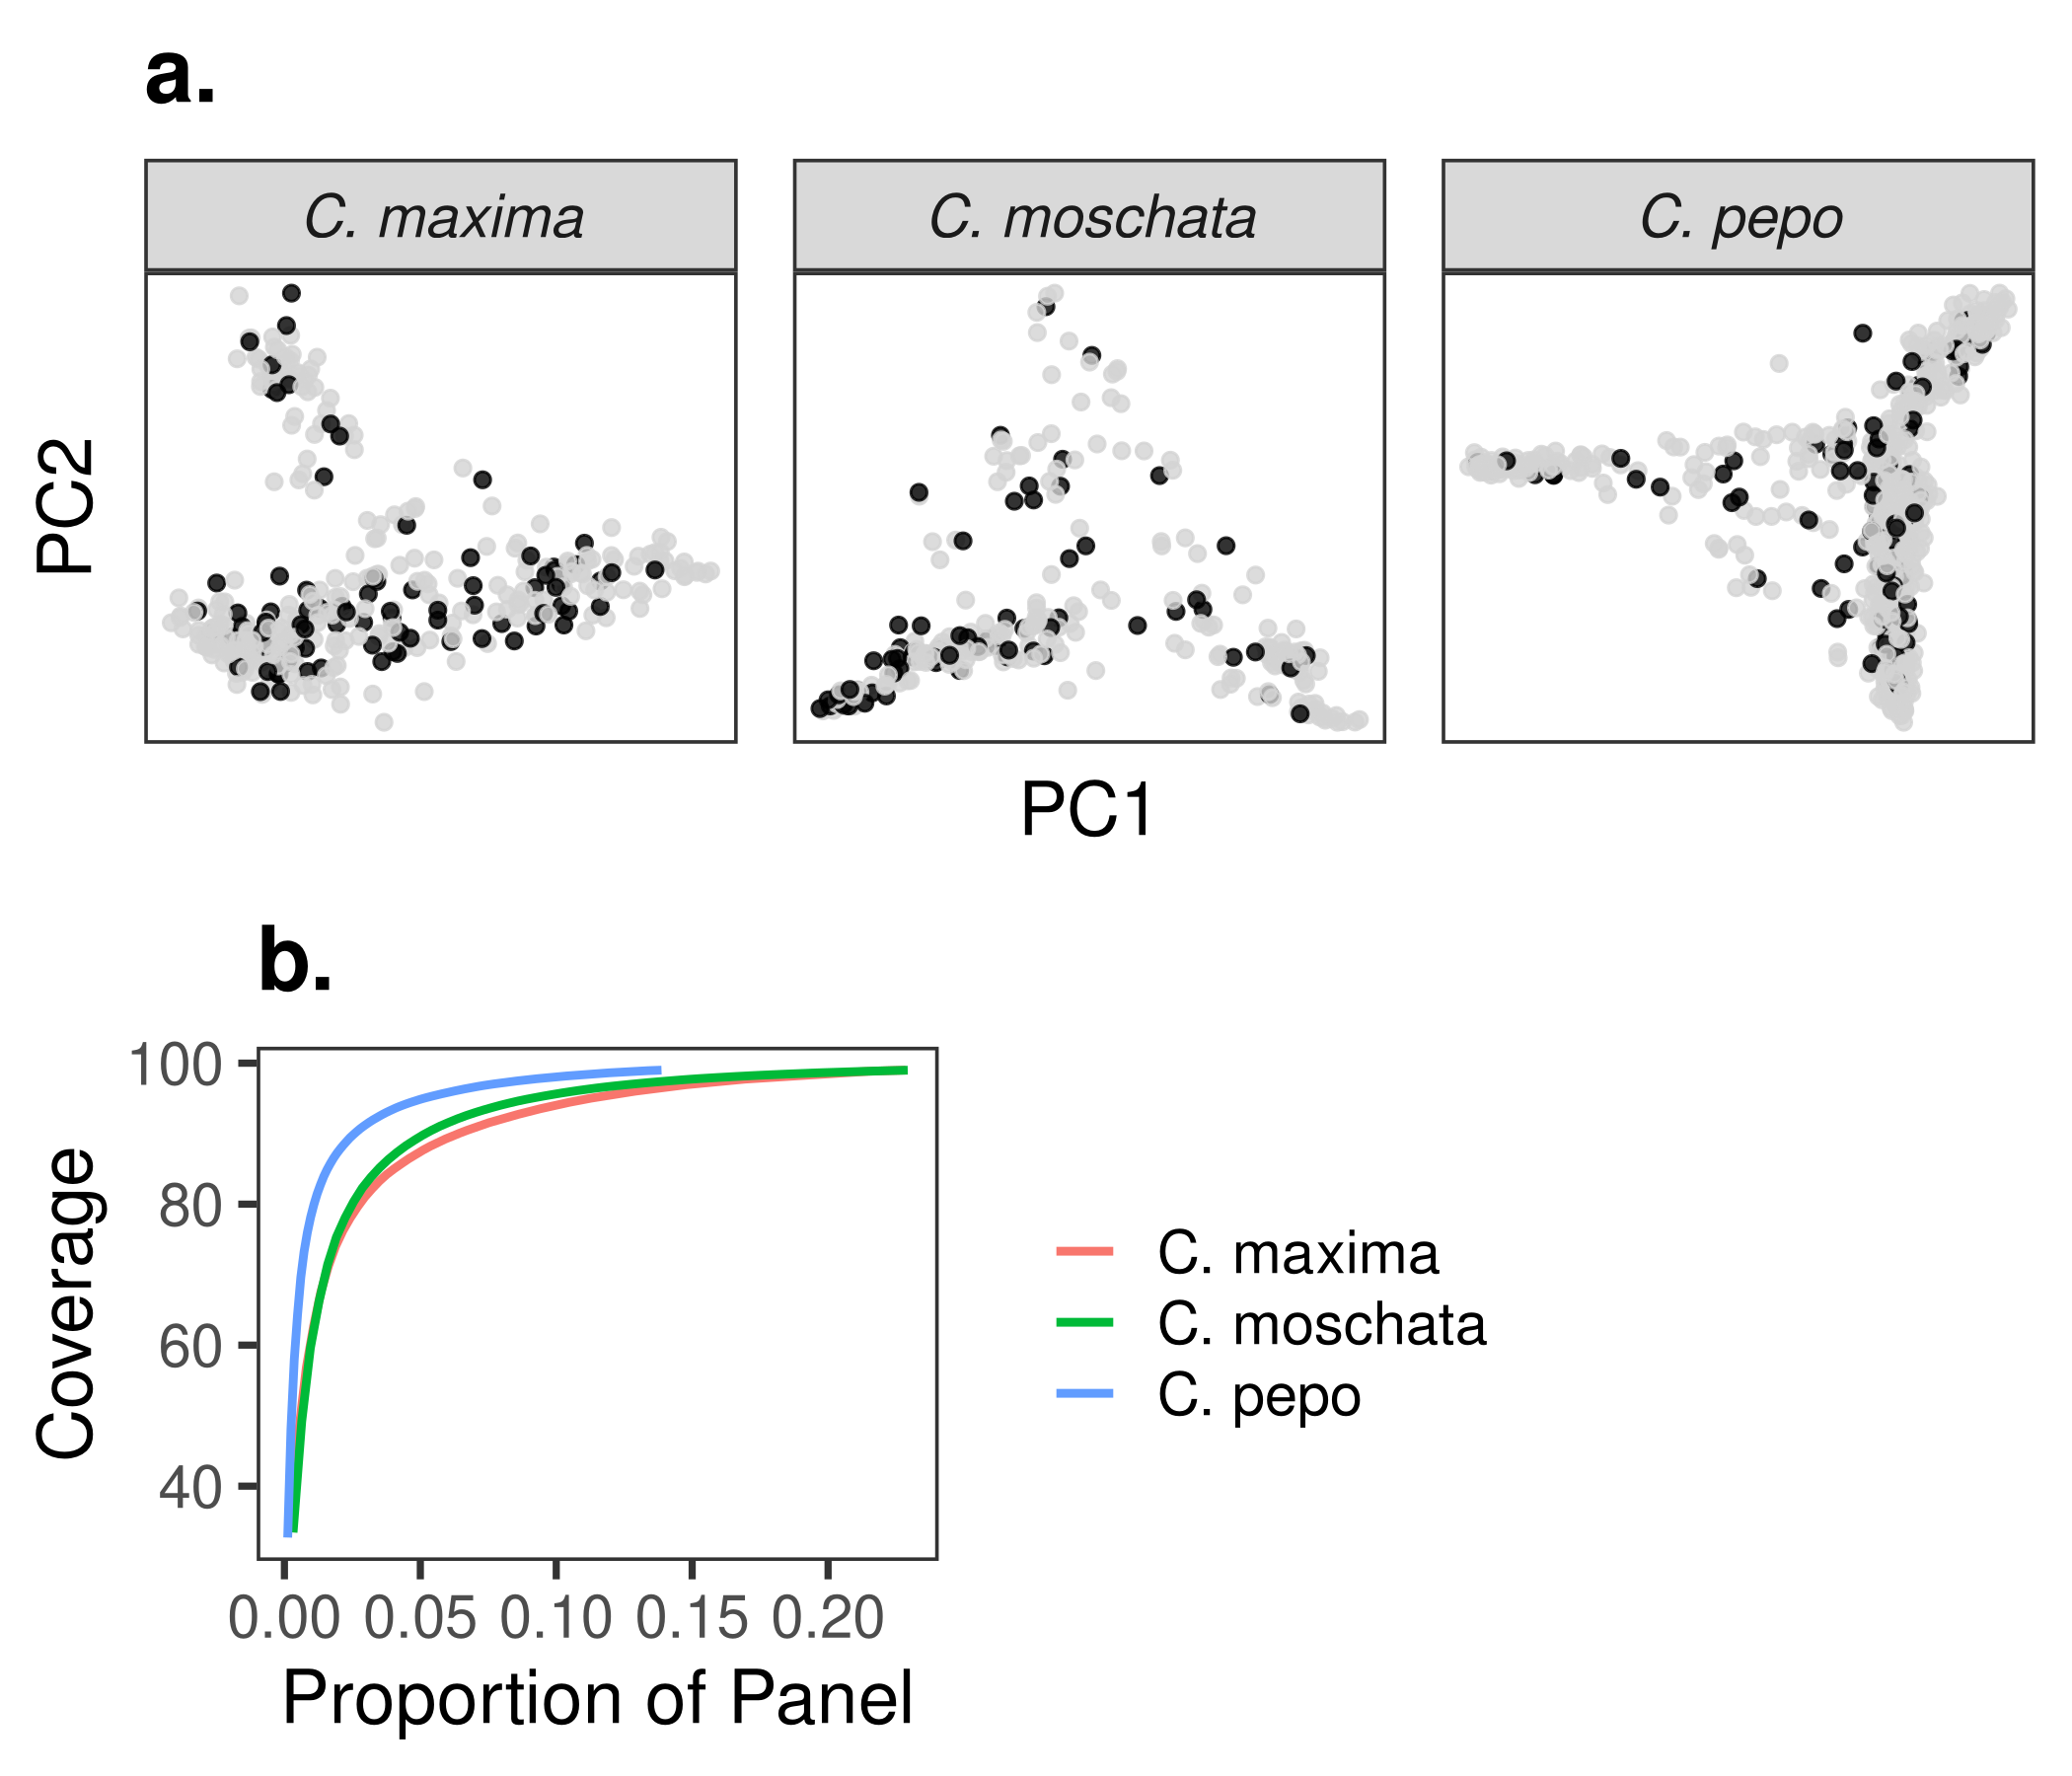 a.
C. maxima
C. moschata
C. pepo
PC2
PC1
b.
100
80
60
40
Coverage
0.00 0.05 0.10 0.15 0.20
Proportion of Panel
C. maxima
C. moschata
C. pepo